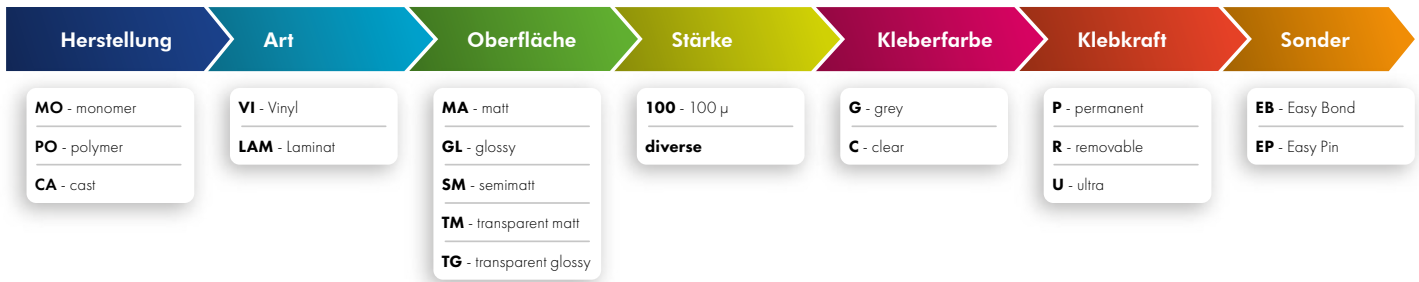 Herstellung
Art
Oberfläche
Stärke
Kleberfarbe
Klebkraft
Sonder
MO - monomer
PO - polymer
CA - cast
VI - Vinyl
LAM - Laminat
MA - matt
GL - glossy
SM - semimatt
TM - transparent matt
TG - transparent glossy
100 - 100 µ
diverse
G - grey
C - clear
P - permanent
R - removable
U - ultra
EB - Easy Bond
EP - Easy Pin